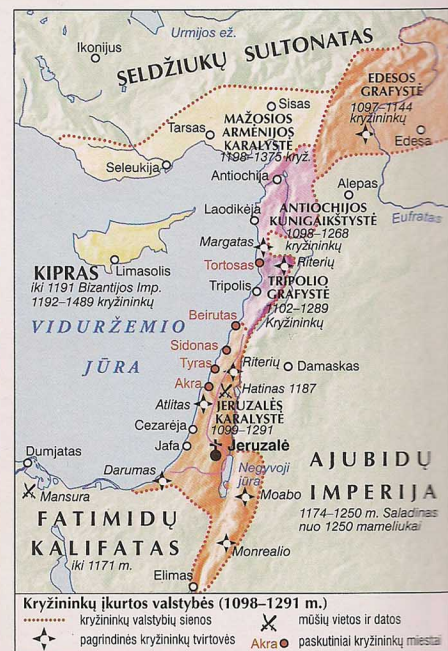 Urmijos ež.
Ikonijus
SELDŽIUKŲ SULTONATAS
EDESOS
GRAFYSTĖ
1097–1144
kryžininkų
Edesa
Sisas
MAŽOSIOS
ARMĖNIJOS
KARALYSTĖ
1198–1375 kryž.
Tarsas
Seleukija
Antiochija
Alepas
Eufratas
Laodikėja
ANTIOCHIJOS
KUNIGAIKŠTYSTĖ
1098–1268
kryžininkų
Margatas
Tortosas
Riterių
KIPRAS
Limasolis
iki 1191 Bizantijos Imp.
1192–1489 kryžininkų
Tripolis
TRIPOLIO
GRAFYSTĖ
1102–1289
Kryžininkų
VIDURŽEMIO
JŪRA
Beirutas
Sidonas
Tyras
Riterių
Damaskas
Akra
Hatinas 1187
Atlitas
JERUZALĖS
KARALYSTĖ
1099–1291
Cezarėja
Jafa
Jeruzalė
Dumjatas
Darumas
Negyvoji
jūra
Mansura
Moabo
AJUBIDŲ
IMPERIJA
1174–1250 m. Saladinas
nuo 1250 mameliukai
FATIMIDŲ
KALIFATAS
iki 1171 m.
Monrealio
Elimas
Kryžininkų įkurtos valstybės (1098–1291 m.)
kryžininkų valstybių sienos
mūšių vietos ir datos
pagrindinės kryžininkų tvirtovės
Akra paskutiniai kryžininkų miestai